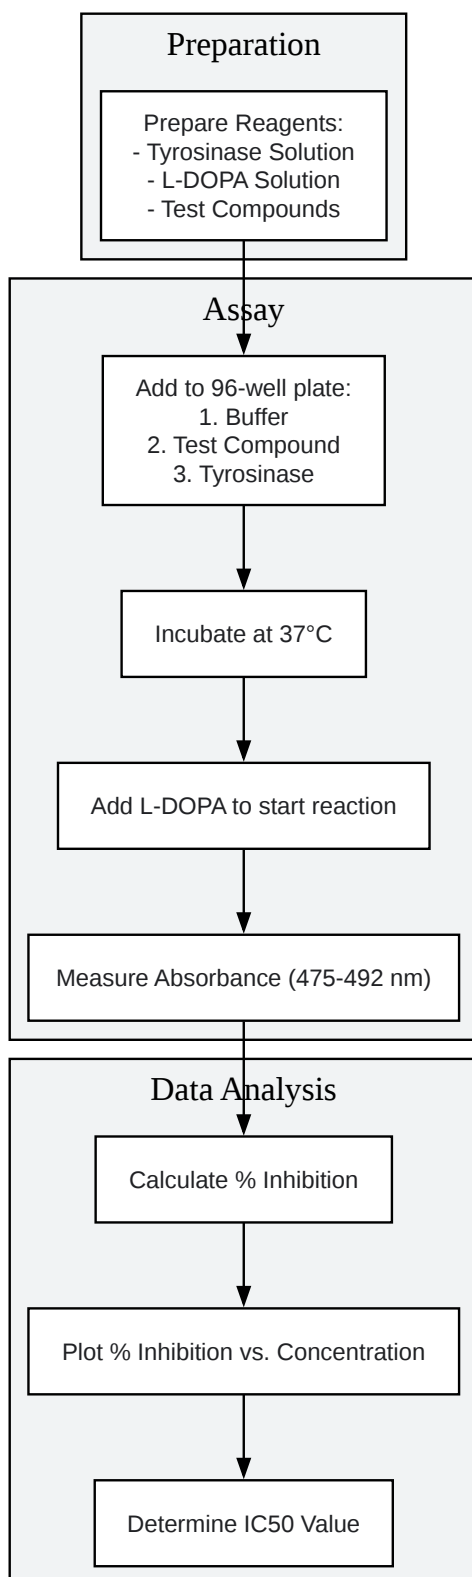 Preparation
Prepare Reagents:
- Tyrosinase Solution
- L-DOPA Solution
- Test Compounds
Assay
Add to 96-well plate:
1. Buffer
2. Test Compound
3. Tyrosinase
Incubate at 37°C
Add L-DOPA to start reaction
Measure Absorbance (475-492 nm)
Data Analysis
Calculate % Inhibition
Plot % Inhibition vs. Concentration
Determine IC50 Value